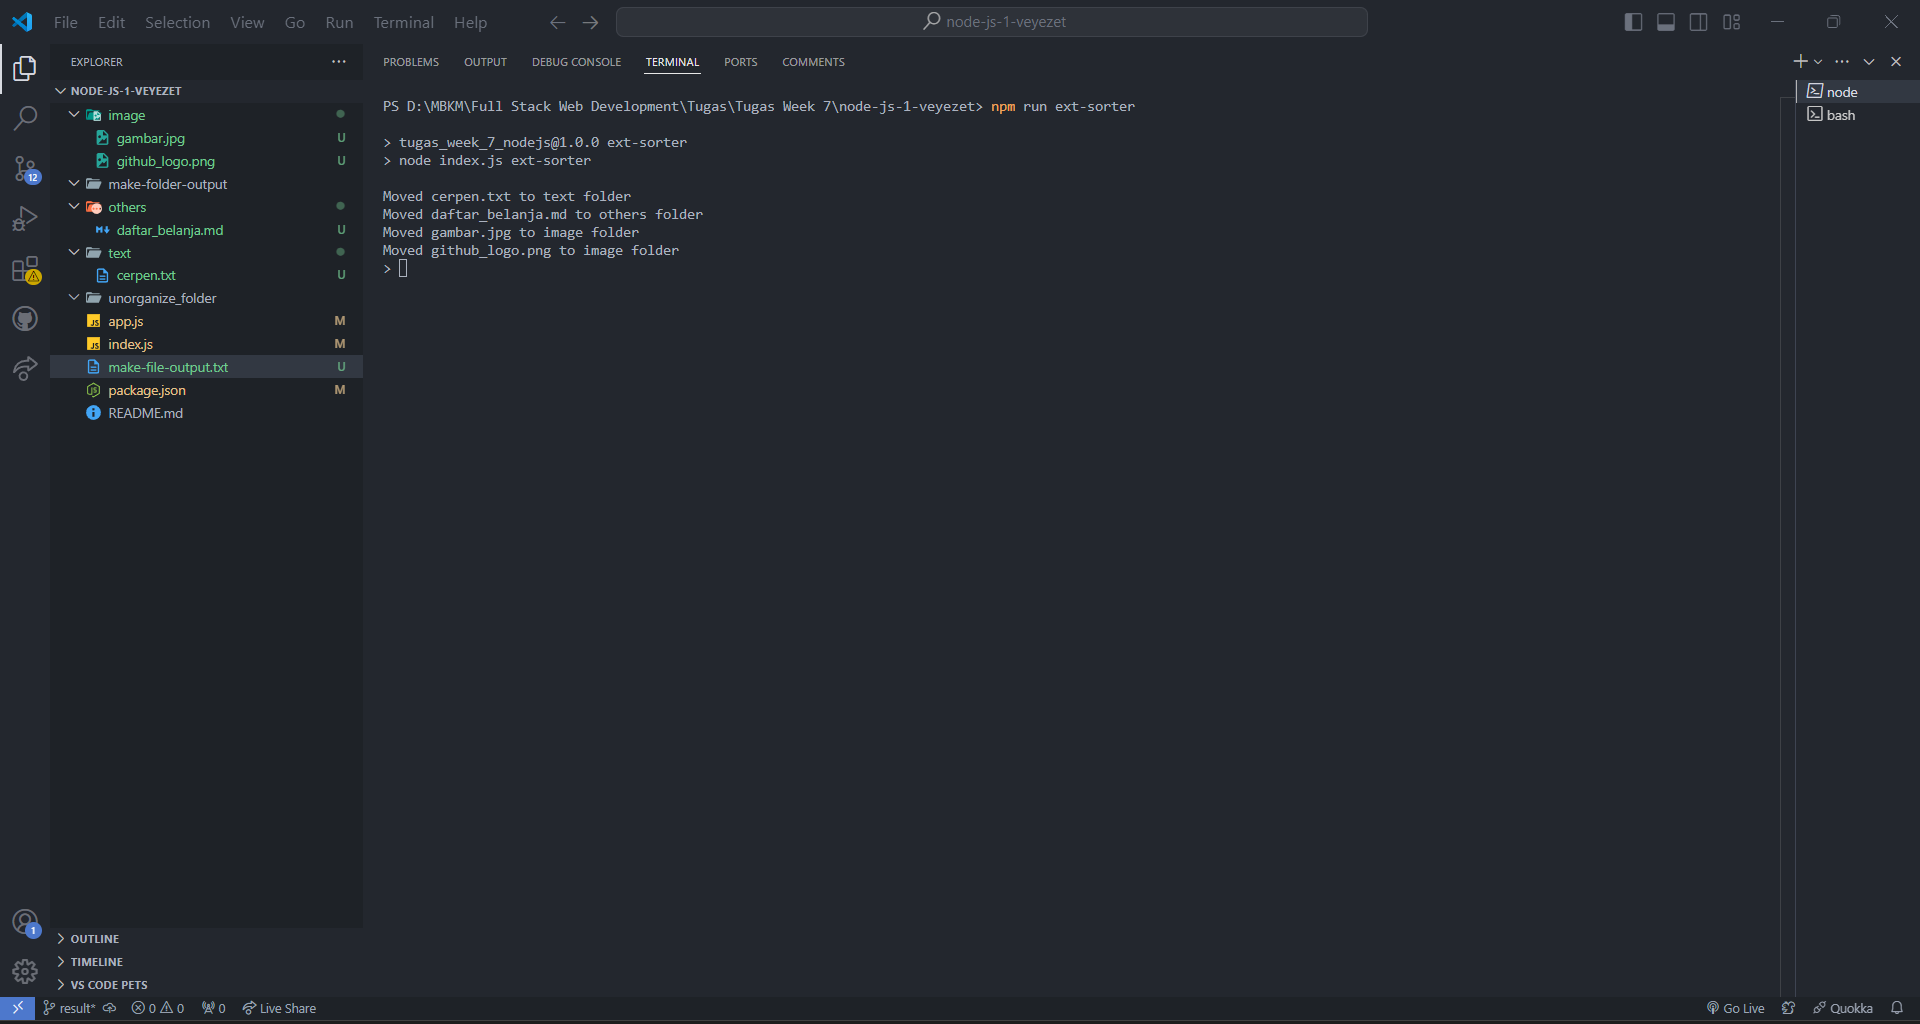 File Edit Selection View Go Run Terminal Help
node-js-1-veyezet
EXPLORER
NODE-JS-1-VEYEZET
image
gambar.jpg U
github_logo.png U
make-folder-output
others
daftar_belanja.md U
text
cerpen.txt U
unorganize_folder
app.js M
index.js M
make-file-output.txt U
package.json M
README.md
OUTLINE
TIMELINE
VS CODE PETS
12
1
PROBLEMS OUTPUT DEBUG CONSOLE TERMINAL PORTS COMMENTS
PS D:\MBKM\Full Stack Web Development\Tugas\Tugas Week 7\node-js-1-veyezet> npm run ext-sorter
> tugas_week_7_nodejs@1.0.0 ext-sorter
> node index.js ext-sorter
Moved cerpen.txt to text folder
Moved daftar_belanja.md to others folder
Moved gambar.jpg to image folder
Moved github_logo.png to image folder
>
node
bash
result* 0 0 0 Live Share
Go Live Quokka